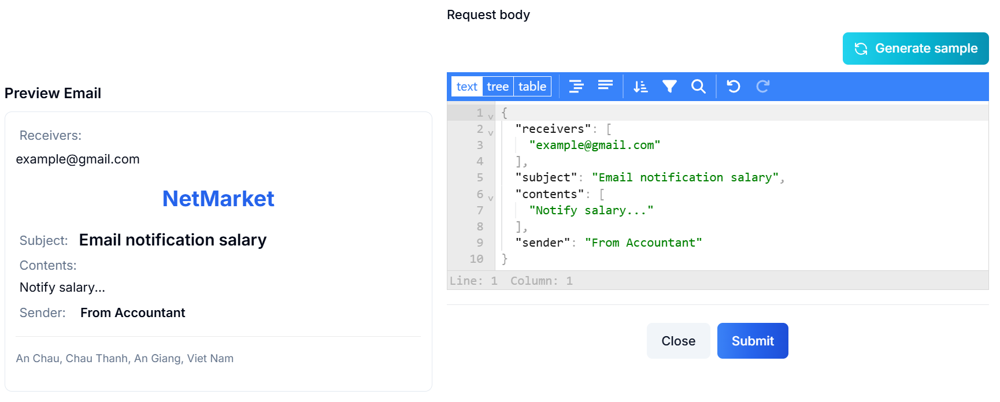 Preview Email
Receivers:
example@gmail.com
NetMarket
Subject: Email notification salary
Contents:
Notify salary...
Sender: From Accountant
An Chau, Chau Thanh, An Giang, Viet Nam
Request body
Generate sample
text tree table
1 {
2 "receivers": [
3 "example@gmail.com"
4 ],
5 "subject": "Email notification salary",
6 "contents": [
7 "Notify salary..."
8 ],
9 "sender": "From Accountant"
10 }
Line: 1 Column: 1
Close Submit